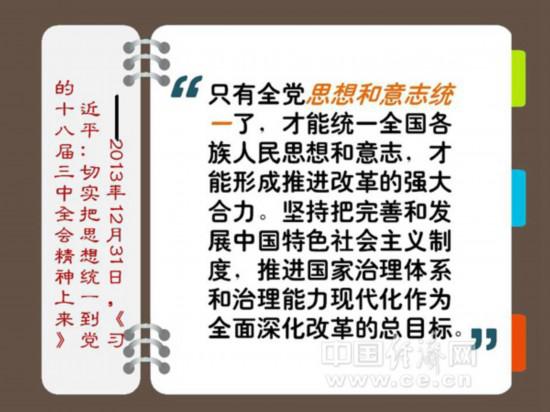 ——2013年12月31日，《习
近平：切实把思想统一到党
的十八届三中全会精神上来》
“只有全党思想和意志统
一了，才能统一全国各
族人民思想和意志，才
能形成推进改革的强大
合力。坚持把完善和发
展中国特色社会主义制
度，推进国家治理体系
和治理能力现代化作为
全面深化改革的总目标。”
中国经济网
www.ce.cn